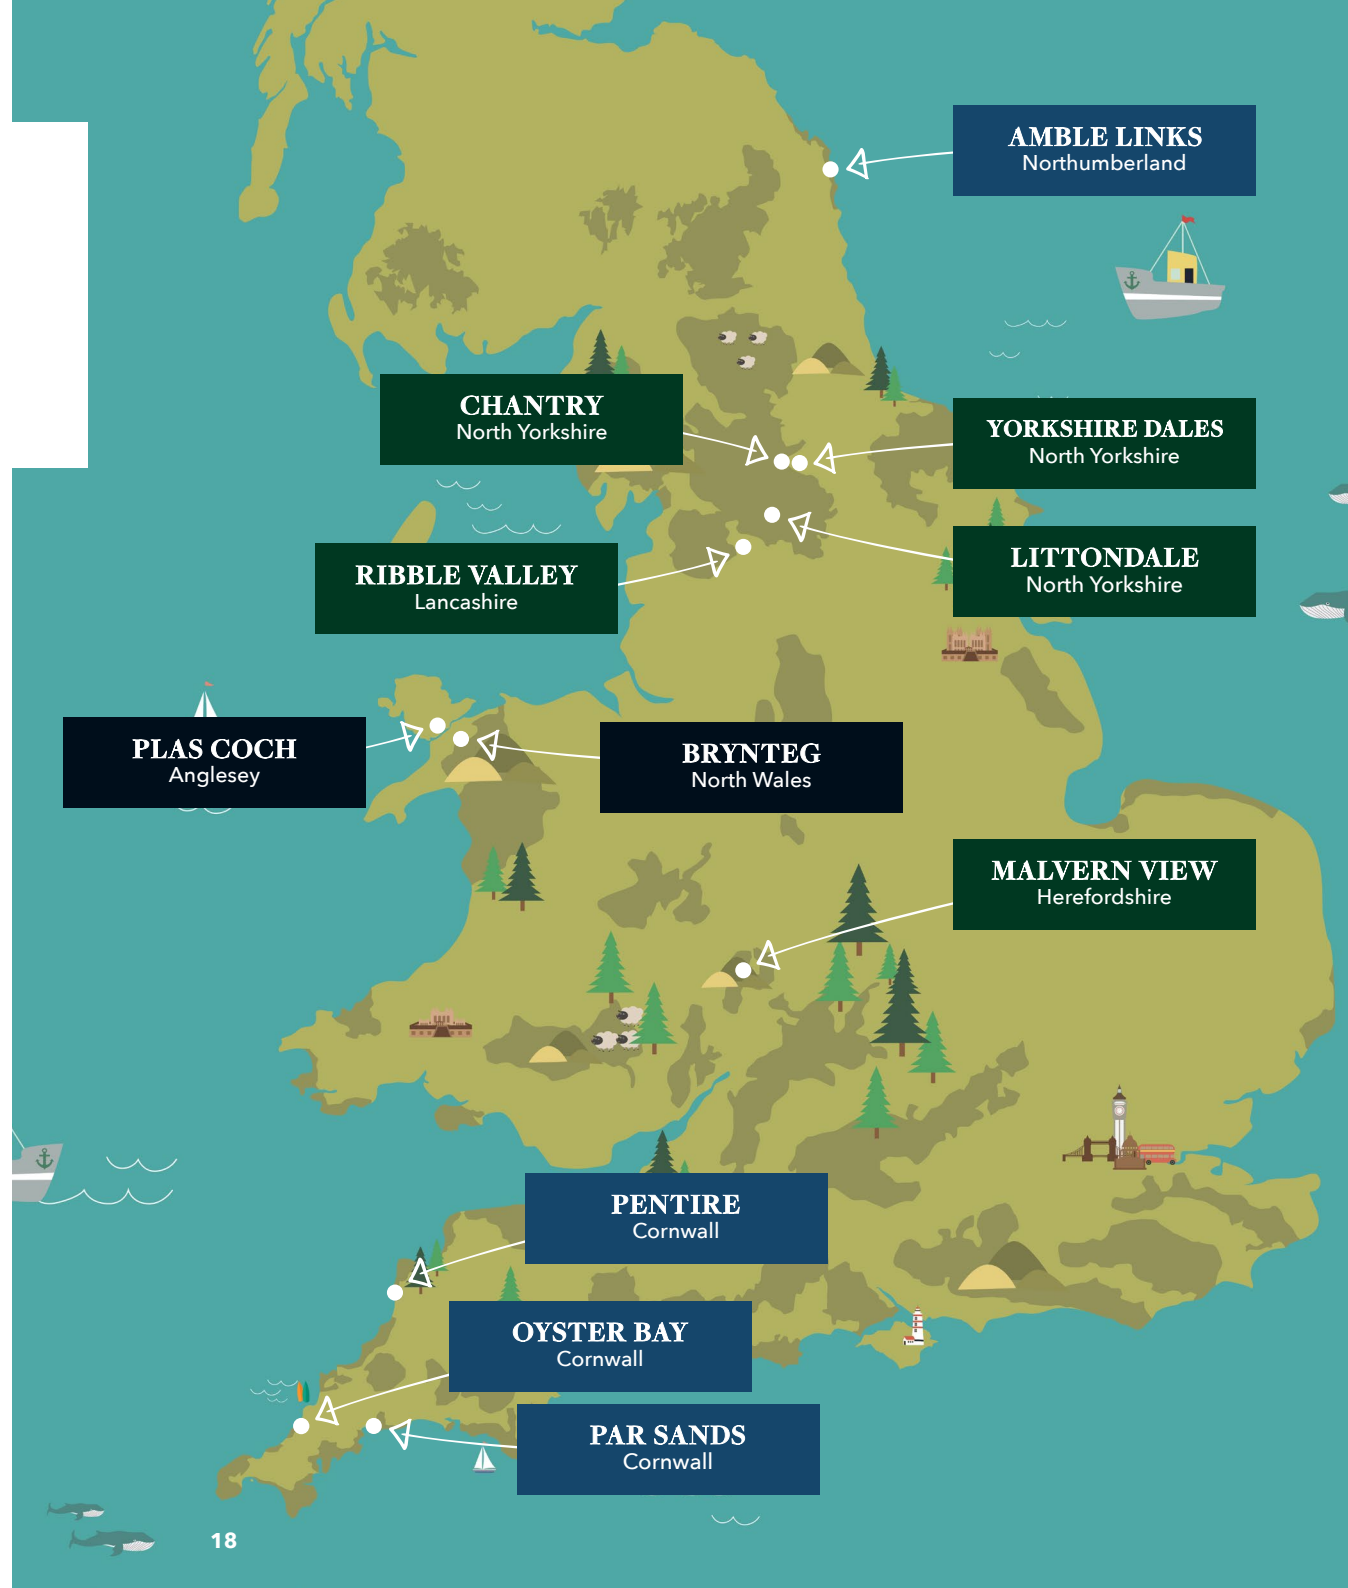 AMBLE LINKS
Northumberland
CHANTRY
North Yorkshire
YORKSHIRE DALES
North Yorkshire
LITTONDALE
North Yorkshire
RIBBLE VALLEY
Lancashire
PLAS COCH
Anglesey
BRYNTEG
North Wales
MALVERN VIEW
Herefordshire
PENTIRE
Cornwall
OYSTER BAY
Cornwall
PAR SANDS
Cornwall
18